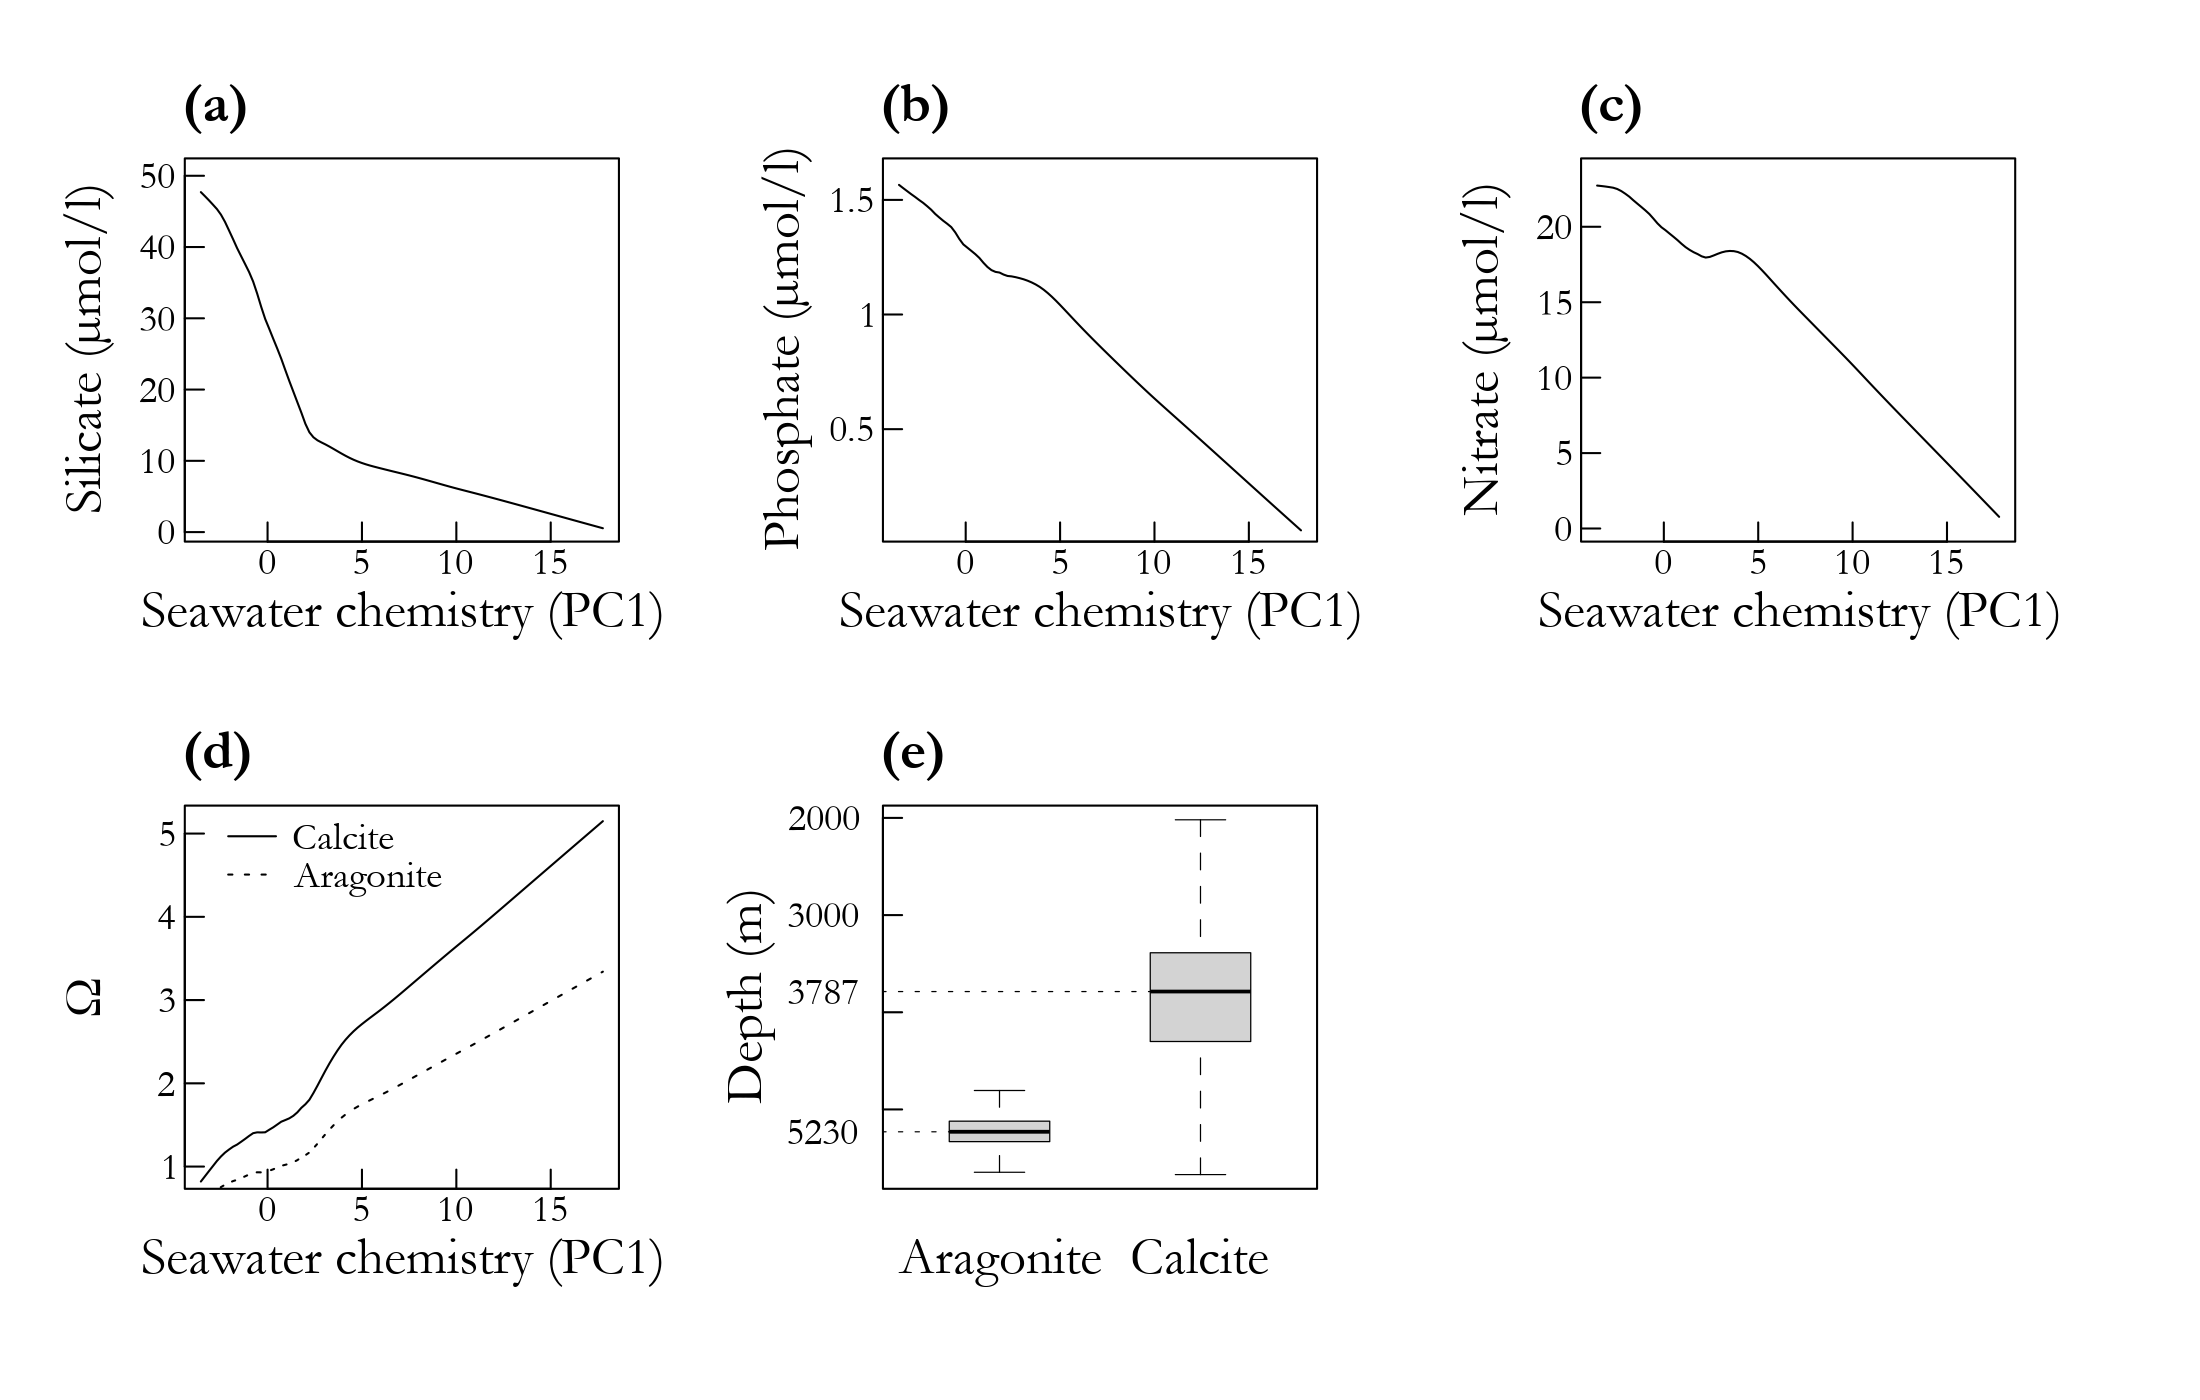 (a)
Silicate (µmol/l)
50
40
30
20
10
0
0 5 10 15
Seawater chemistry (PC1)
(b)
Phosphate (µmol/l)
1.5
1
0.5
0 5 10 15
Seawater chemistry (PC1)
(c)
Nitrate (µmol/l)
20
15
10
5
0
0 5 10 15
Seawater chemistry (PC1)
(d)
Ω
5
4
3
2
1
Calcite
Aragonite
0 5 10 15
Seawater chemistry (PC1)
(e)
Depth (m)
2000
3000
3787
5230
Aragonite Calcite